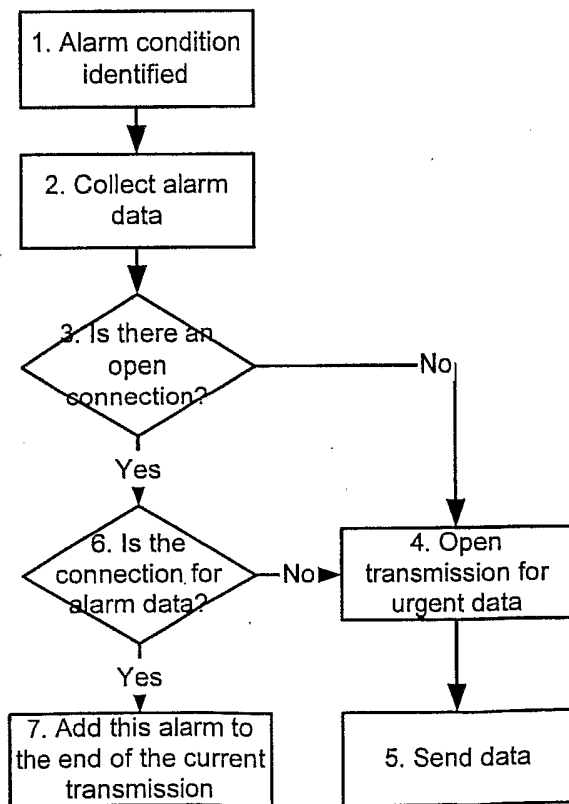 1. Alarm condition
identified
2. Collect alarm
data
3. Is there an
open
connection?
No
Yes
6. Is the
connection for
alarm data?
No
4. Open
transmission for
urgent data
Yes
7. Add this alarm to
the end of the current
transmission
5. Send data